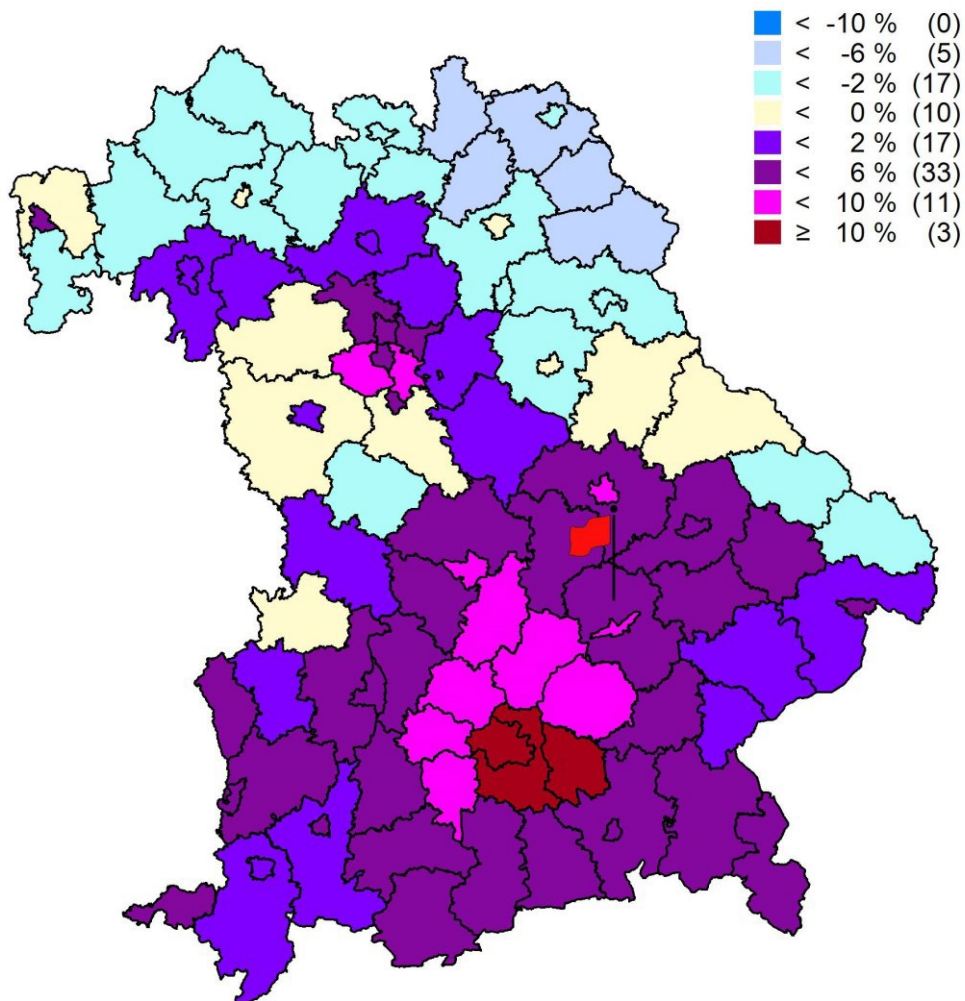 < -10 % (0)
< -6 % (5)
< -2 % (17)
< 0 % (10)
< 2 % (17)
< 6 % (33)
< 10 % (11)
≥ 10 % (3)